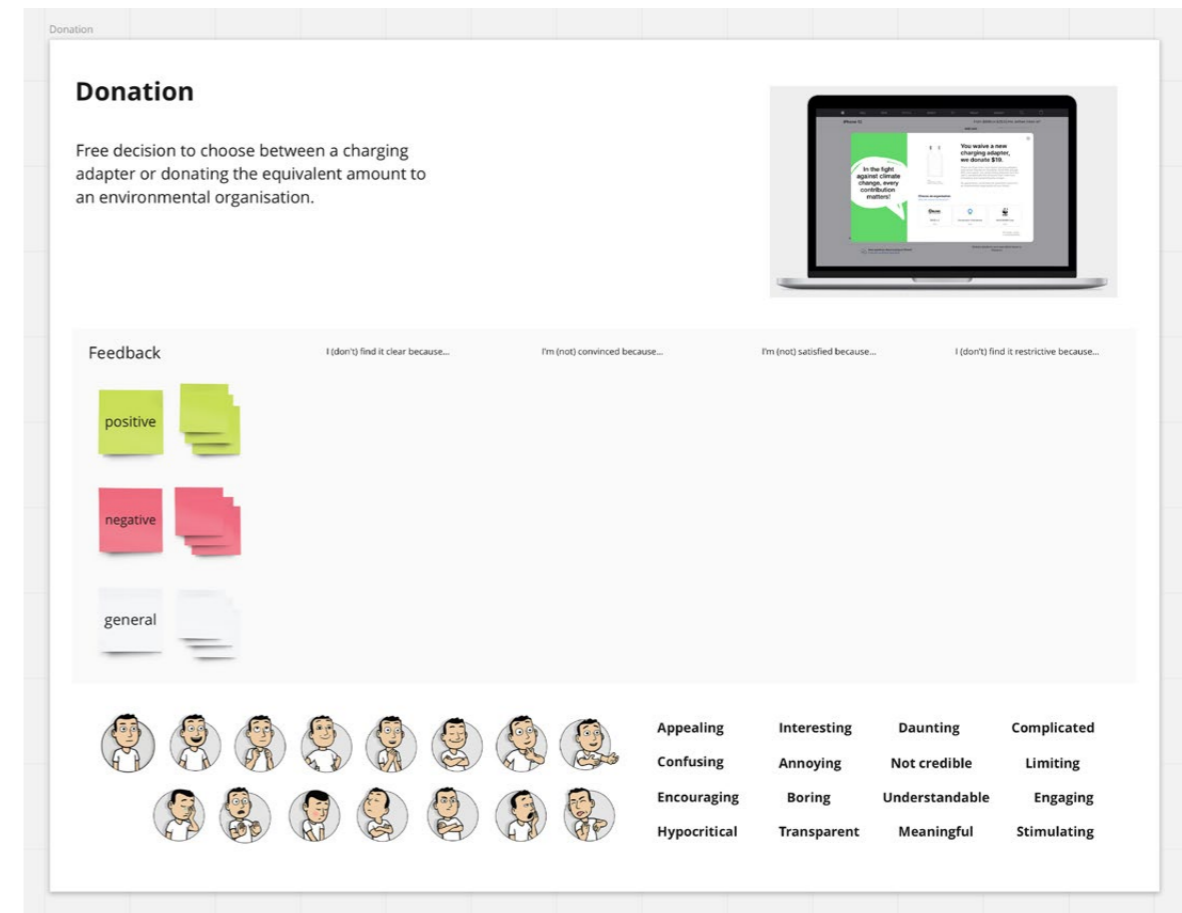 Donation
Donation
Free decision to choose between a charging
adapter or donating the equivalent amount to
an environmental organisation.
In the fight
against climate
change, every
contribution
matters!
You waive a new
charging adapter,
we donate $19.
Feedback
I (don't) find it clear because...
I'm (not) convinced because...
I'm (not) satisfied because...
I (don't) find it restrictive because...
positive
negative
general
Appealing Interesting Daunting Complicated
Confusing Annoying Not credible Limiting
Encouraging Boring Understandable Engaging
Hypocritical Transparent Meaningful Stimulating